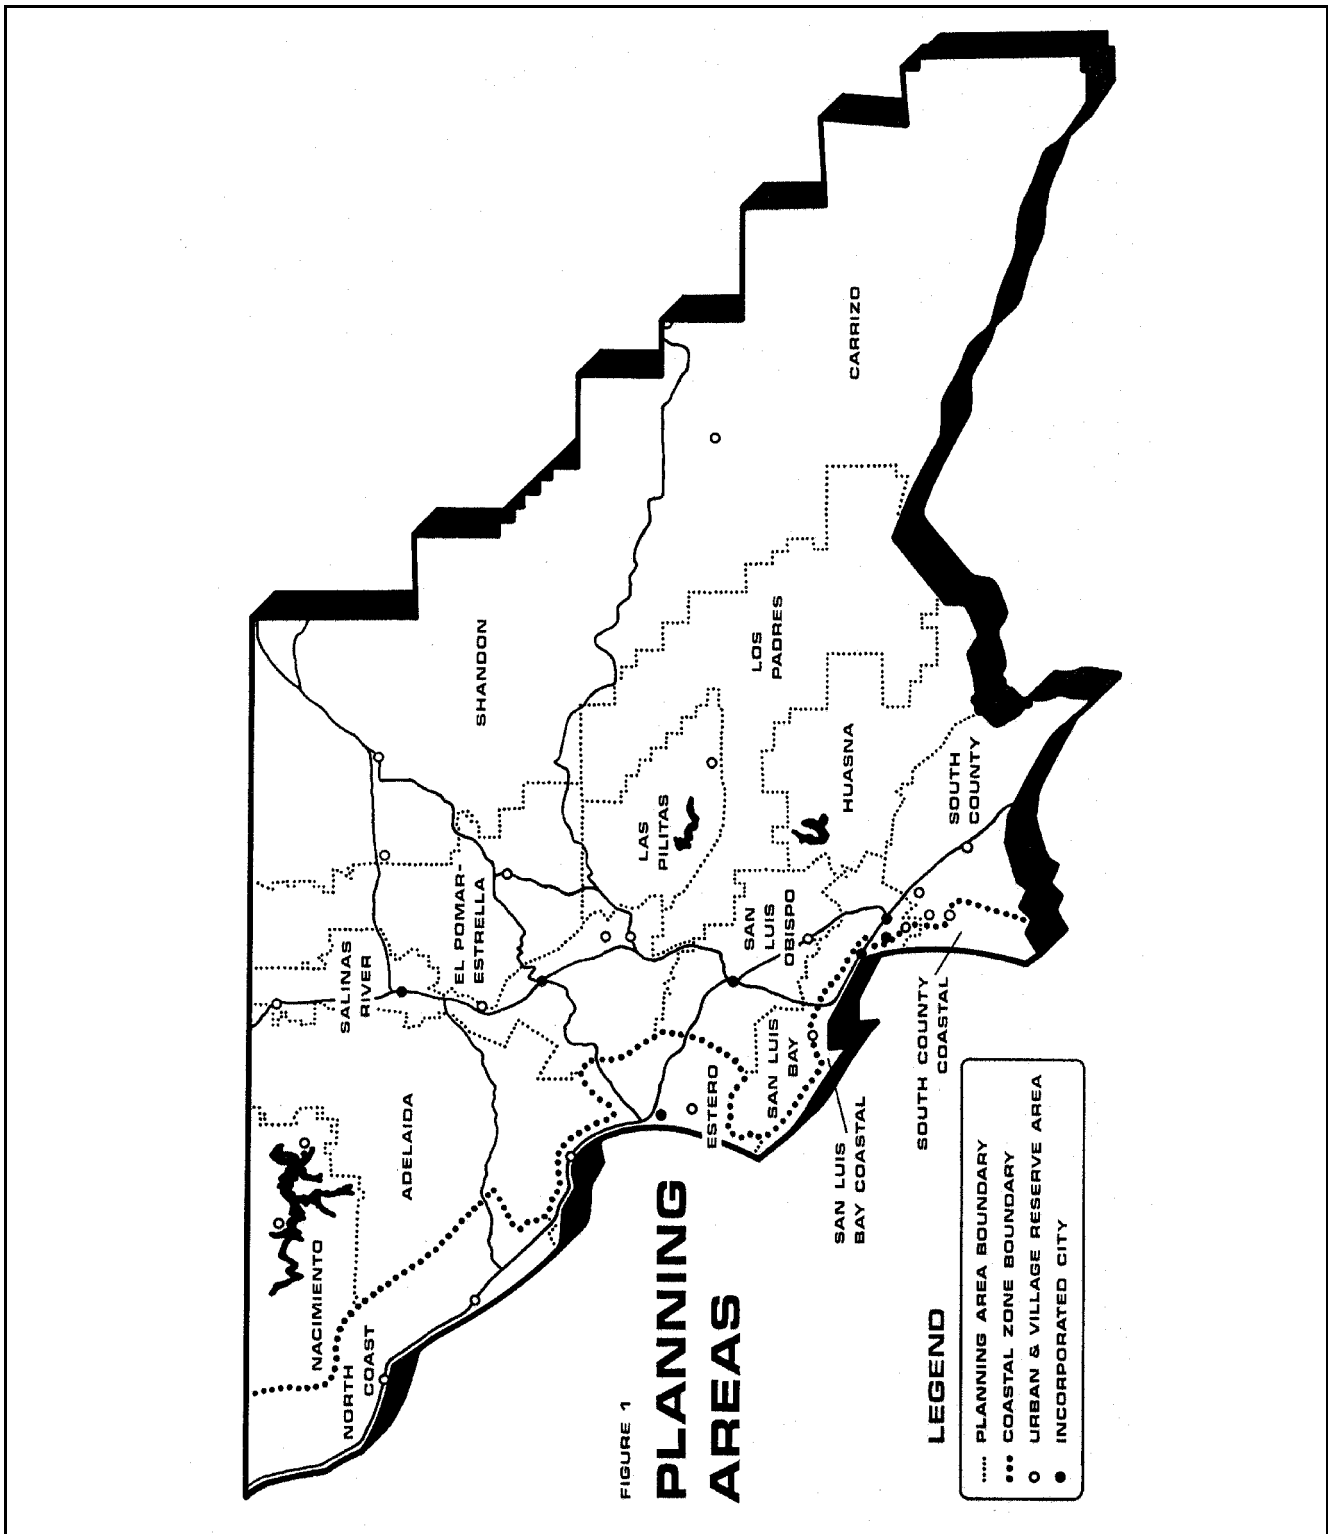 FIGURE 1
PLANNING
AREAS
NORTH
COAST
NACIMIENTO
ADELAIDA
SALINAS
RIVER
EL POMAR-
ESTRELLA
SHANDON
ESTERO
LAS
PILITAS
LOS
PADRES
SAN
LUIS
OBISPO
SAN LUIS
BAY
HUASNA
CARRIZO
SAN LUIS
BAY COASTAL
SOUTH COUNTY
COASTAL
SOUTH
COUNTY
LEGEND
PLANNING AREA BOUNDARY
COASTAL ZONE BOUNDARY
URBAN & VILLAGE RESERVE AREA
INCORPORATED CITY